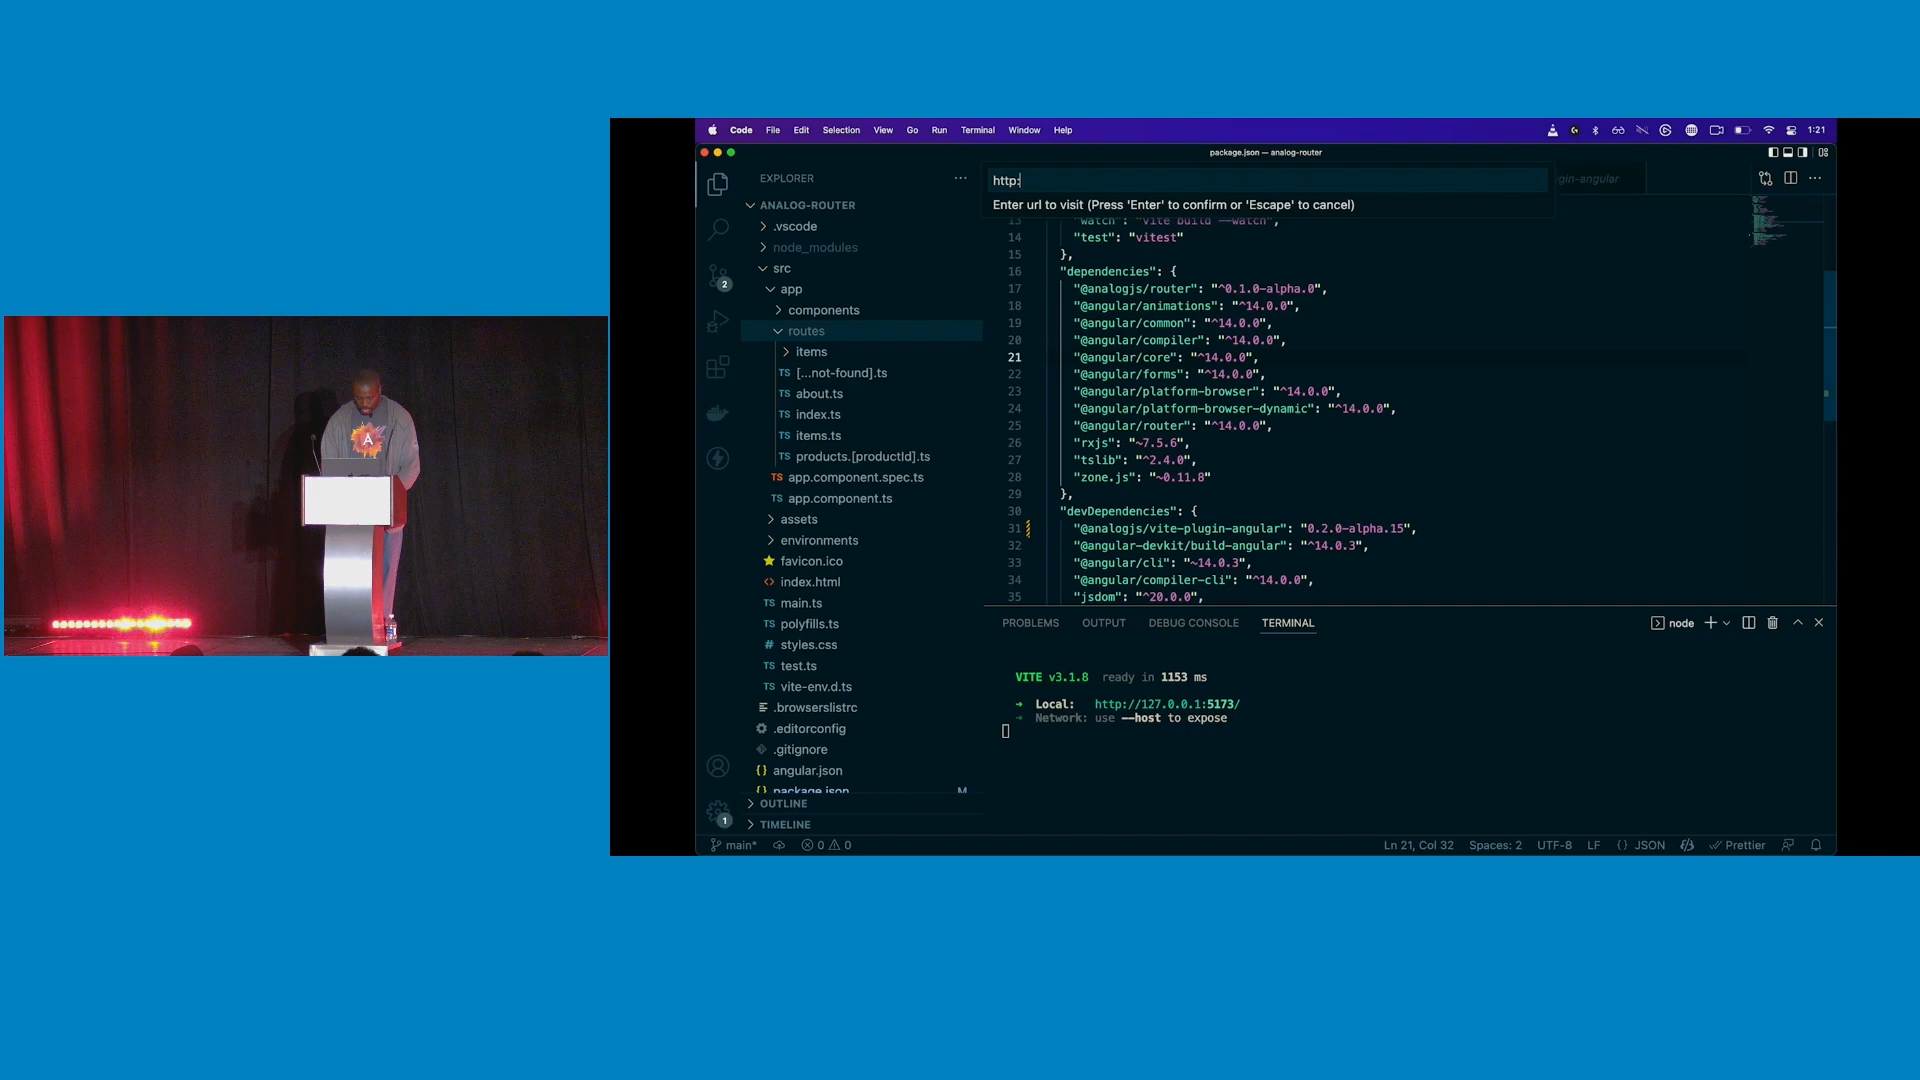 Code File Edit Selection View Go Run Terminal Window Help 1:21
package.json — analog-router
EXPLORER
ANALOG-ROUTER
.vscode
node_modules
src
app
components
routes
items
TS [...not-found].ts
TS about.ts
TS index.ts
TS items.ts
TS products.[productId].ts
TS app.component.spec.ts
TS app.component.ts
assets
environments
favicon.ico
<> index.html
TS main.ts
TS polyfills.ts
# styles.css
TS test.ts
TS vite-env.d.ts
.browserslistrc
.editorconfig
.gitignore
{} angular.json
{} package.json M
OUTLINE
TIMELINE
2
1
http:
gin-angular
Enter url to visit (Press 'Enter' to confirm or 'Escape' to cancel)
13 "watch": "vite build --watch",
14 "test": "vitest"
15 },
16 "dependencies": {
17 "@analogjs/router": "^0.1.0-alpha.0",
18 "@angular/animations": "^14.0.0",
19 "@angular/common": "^14.0.0",
20 "@angular/compiler": "^14.0.0",
21 "@angular/core": "^14.0.0",
22 "@angular/forms": "^14.0.0",
23 "@angular/platform-browser": "^14.0.0",
24 "@angular/platform-browser-dynamic": "^14.0.0",
25 "@angular/router": "^14.0.0",
26 "rxjs": "~7.5.6",
27 "tslib": "^2.4.0",
28 "zone.js": "~0.11.8"
29 },
30 "devDependencies": {
31 "@analogjs/vite-plugin-angular": "0.2.0-alpha.15",
32 "@angular-devkit/build-angular": "^14.0.3",
33 "@angular/cli": "~14.0.3",
34 "@angular/compiler-cli": "^14.0.0",
35 "jsdom": "^20.0.0",
PROBLEMS OUTPUT DEBUG CONSOLE TERMINAL node
VITE v3.1.8 ready in 1153 ms
➜ Local: http://127.0.0.1:5173/
➜ Network: use --host to expose
main* 0 0 Ln 21, Col 32 Spaces: 2 UTF-8 LF {} JSON Prettier
A